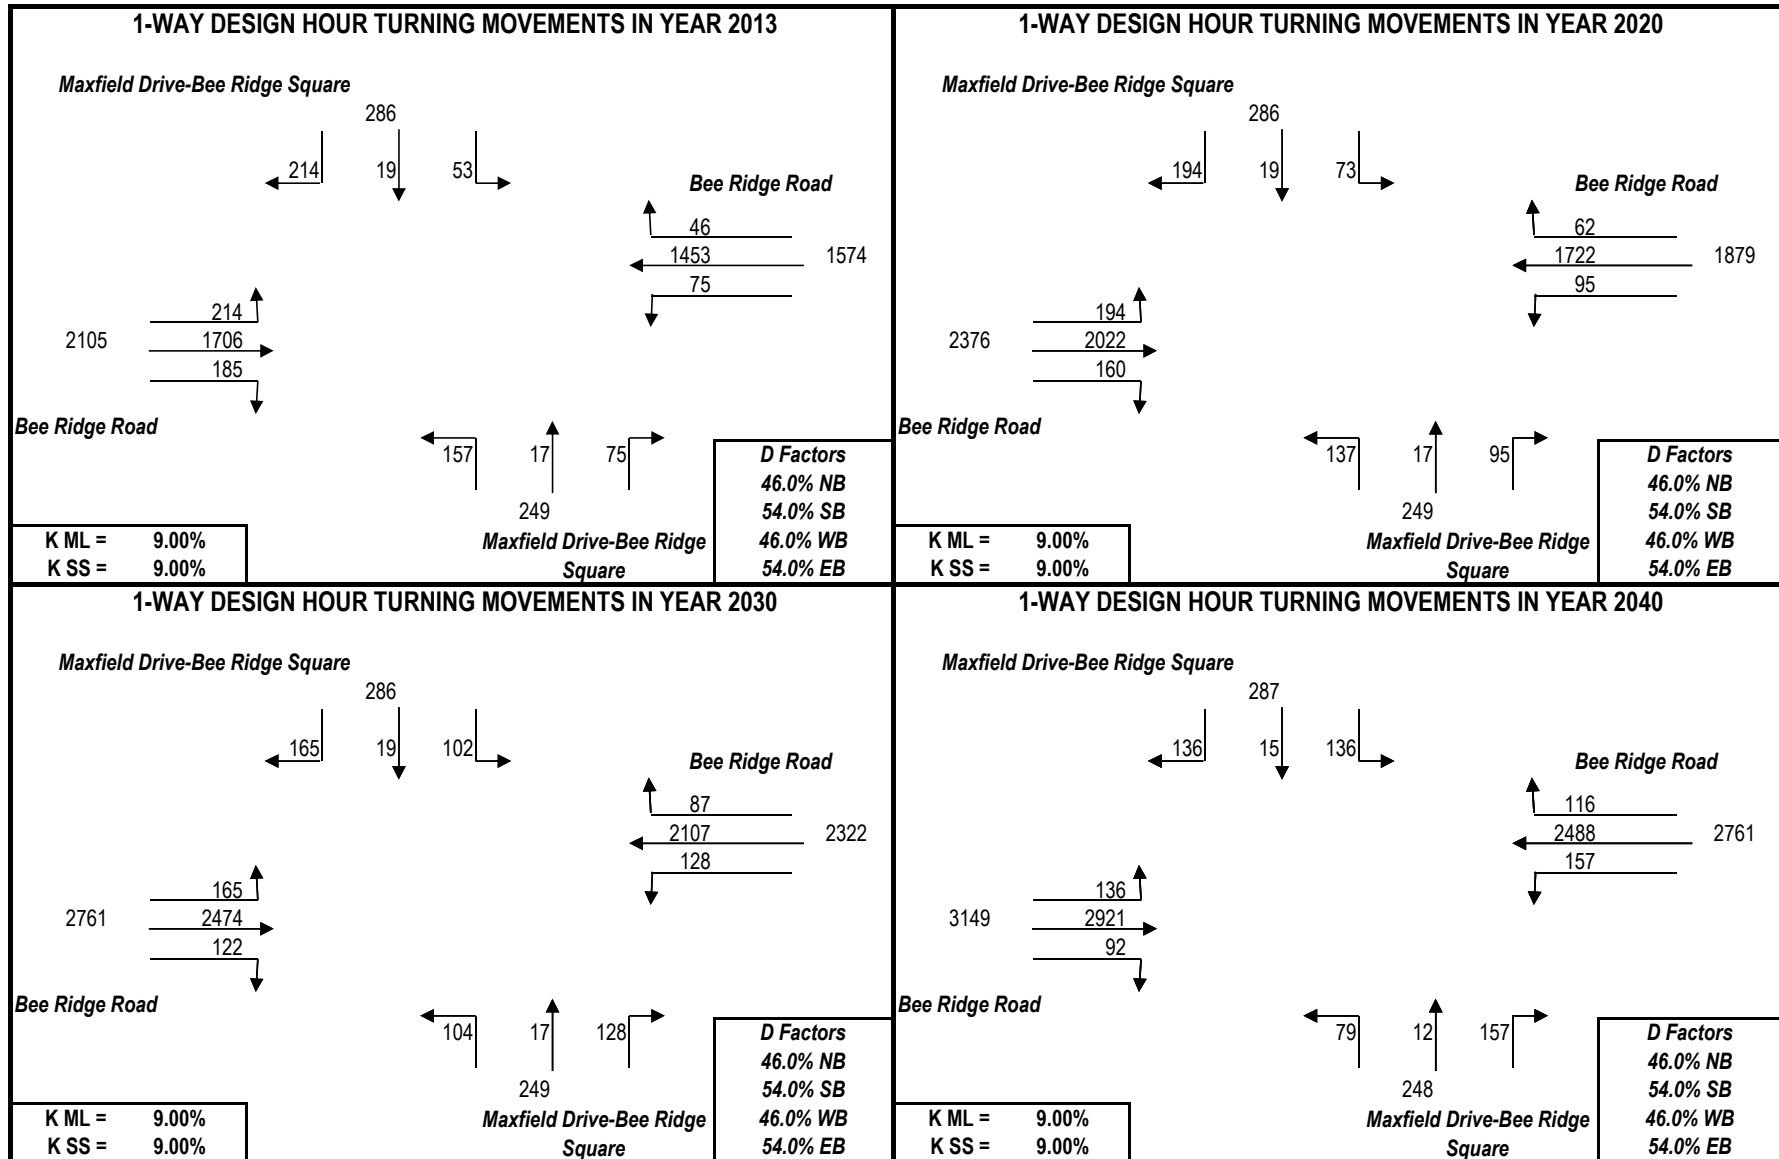 1-WAY DESIGN HOUR TURNING MOVEMENTS IN YEAR 2013
Maxfield Drive-Bee Ridge Square
286
214 19 53
Bee Ridge Road
46
1453 1574
75
214
2105 1706
185
Bee Ridge Road
157 17 75
249
Maxfield Drive-Bee Ridge
Square
D Factors
46.0% NB
54.0% SB
46.0% WB
54.0% EB
K ML = 9.00%
K SS = 9.00%
1-WAY DESIGN HOUR TURNING MOVEMENTS IN YEAR 2020
Maxfield Drive-Bee Ridge Square
286
194 19 73
Bee Ridge Road
62
1722 1879
95
194
2376 2022
160
Bee Ridge Road
137 17 95
249
Maxfield Drive-Bee Ridge
Square
D Factors
46.0% NB
54.0% SB
46.0% WB
54.0% EB
K ML = 9.00%
K SS = 9.00%
1-WAY DESIGN HOUR TURNING MOVEMENTS IN YEAR 2030
Maxfield Drive-Bee Ridge Square
286
165 19 102
Bee Ridge Road
87
2107 2322
128
165
2761 2474
122
Bee Ridge Road
104 17 128
249
Maxfield Drive-Bee Ridge
Square
D Factors
46.0% NB
54.0% SB
46.0% WB
54.0% EB
K ML = 9.00%
K SS = 9.00%
1-WAY DESIGN HOUR TURNING MOVEMENTS IN YEAR 2040
Maxfield Drive-Bee Ridge Square
287
136 15 136
Bee Ridge Road
116
2488 2761
157
136
3149 2921
92
Bee Ridge Road
79 12 157
248
Maxfield Drive-Bee Ridge
Square
D Factors
46.0% NB
54.0% SB
46.0% WB
54.0% EB
K ML = 9.00%
K SS = 9.00%